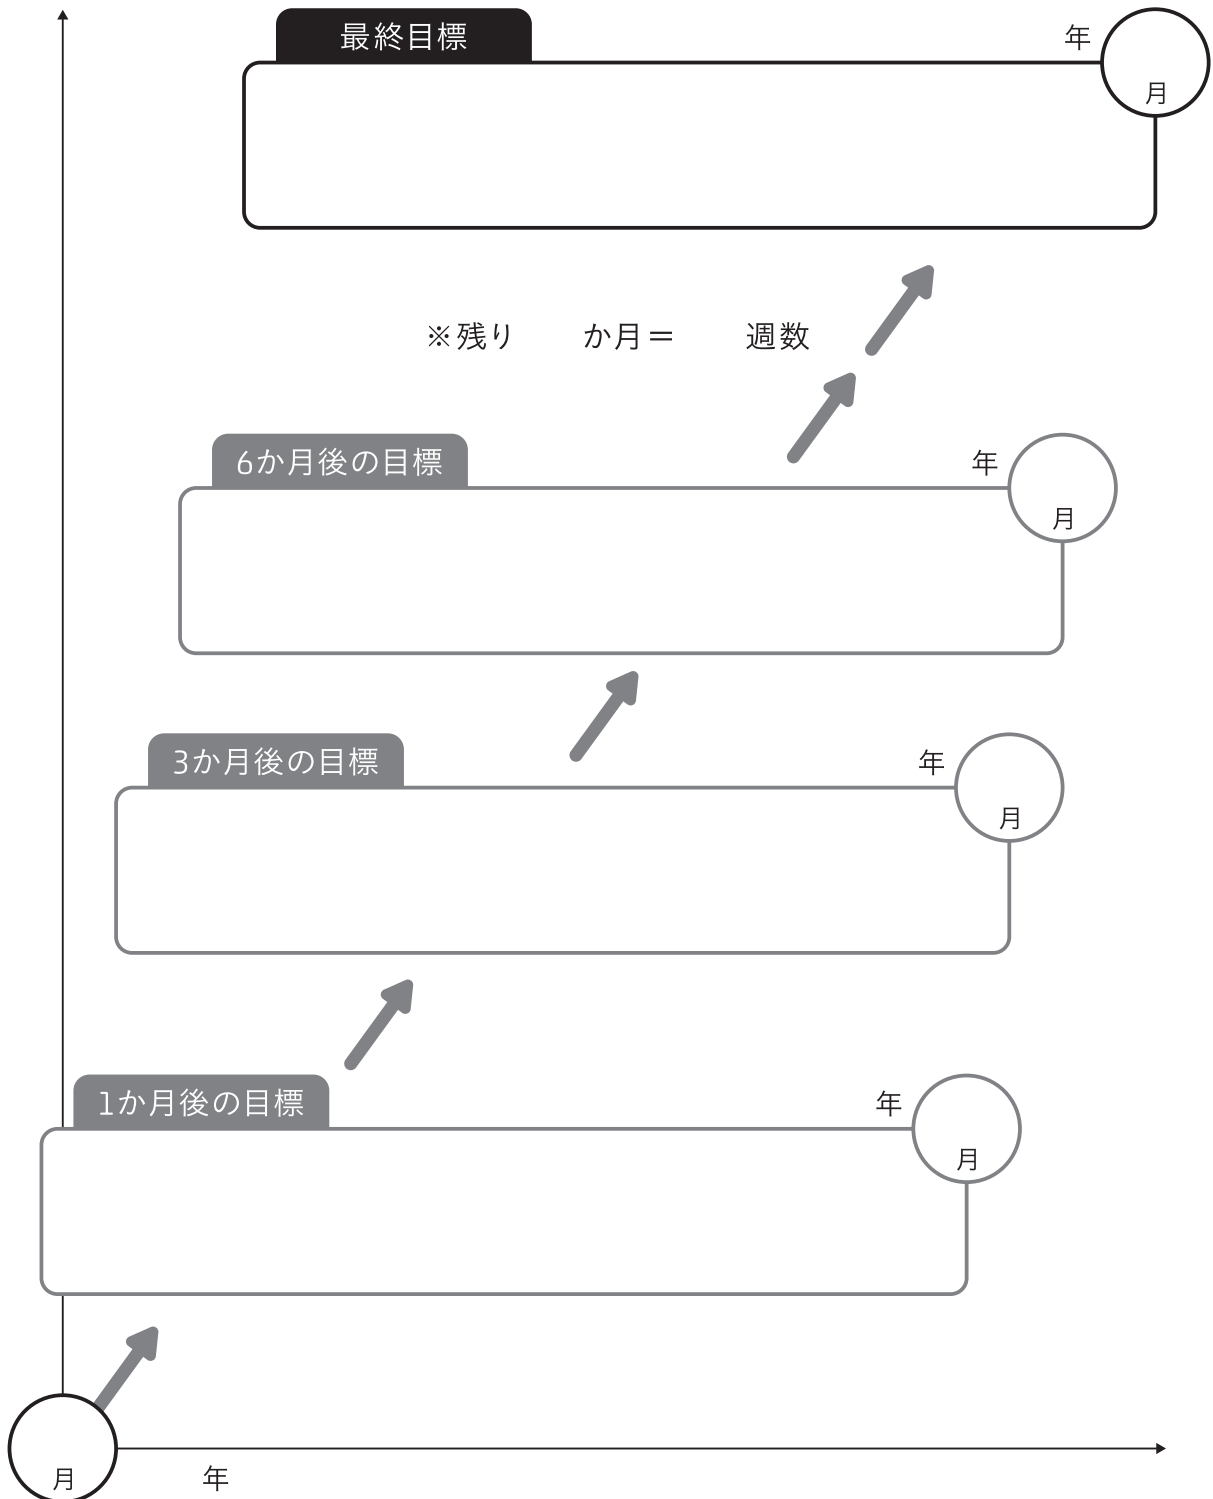 最終目標
年
月
※残り　　か月＝　　週数
6か月後の目標
年
月
3か月後の目標
年
月
1か月後の目標
年
月
月
年